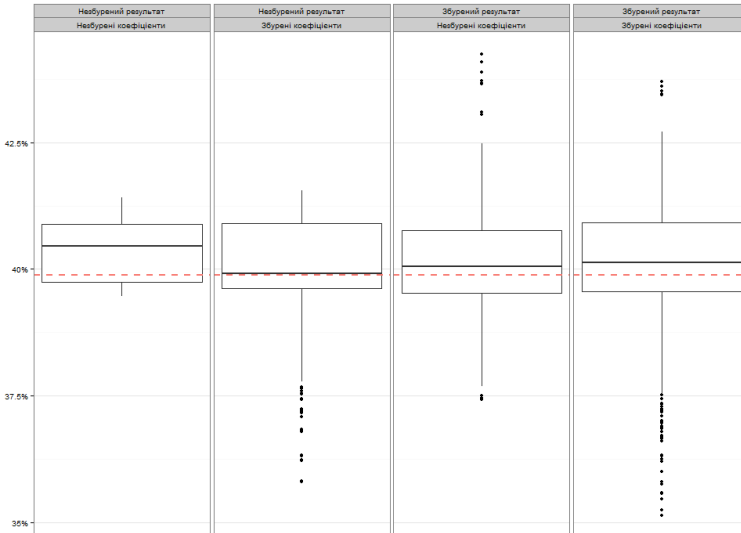 Незбурений результат
Незбурені коефіцієнти
Незбурений результат
Збурені коефіцієнти
Збурений результат
Незбурені коефіцієнти
Збурений результат
Збурені коефіцієнти
42.5%
40%
37.5%
35%